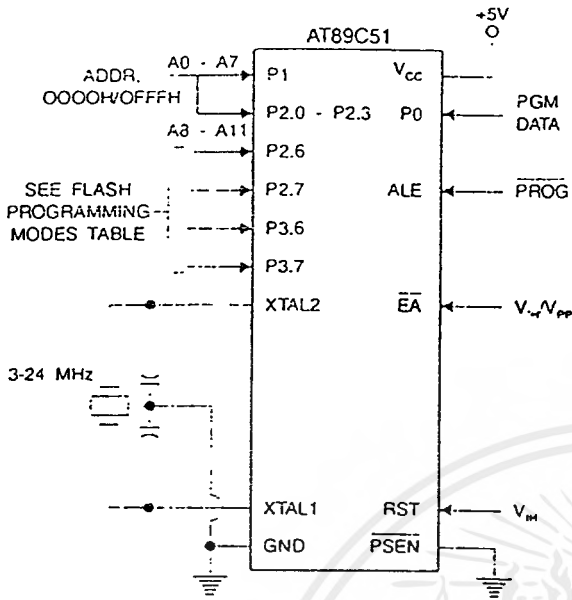 +5V
AT89C51
A0 - A7
ADDR.
OOOOH/OFFFH
P1
VCC
A8 - A11
P2.0 - P2.3
P0
PGM
DATA
P2.6
SEE FLASH
PROGRAMMING
MODES TABLE
P2.7
ALE
PROG
P3.6
P3.7
XTAL2
EA
VPP
3-24 MHz
XTAL1
RST
VIH
GND
PSEN